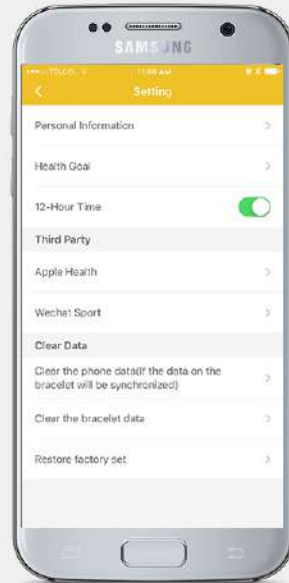 SAMSUNG
TELCEL 11:00 AM
Setting
Personal Information
Health Goal
12-Hour Time
Third Party
Apple Health
Wechat Sport
Clear Data
Clear the phone data(If the data on the
bracelet will be synchronized)
Clear the bracelet data
Restore factory set